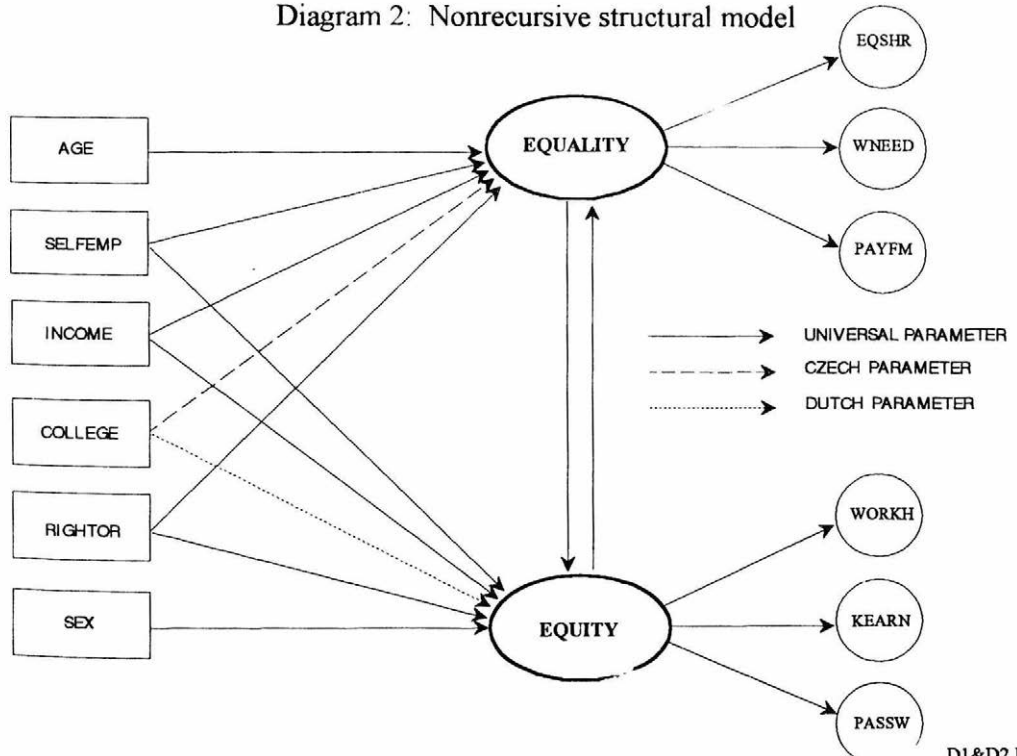 Diagram 2: Nonrecursive structural model
EQSHR
AGE
EQUALITY
WNEED
SELFEMP
PAYFM
INCOME
UNIVERSAL PARAMETER
CZECH PARAMETER
DUTCH PARAMETER
COLLEGE
WORKH
RIGHTOR
SEX
EQUITY
KEARN
PASSW